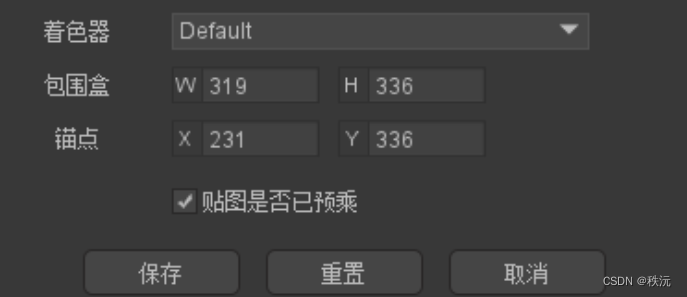 着色器 Default
包围盒 W 319 H 336
锚点 X 231 Y 336
贴图是否已预乘
保存 重置 取消
CSDN @秩沅